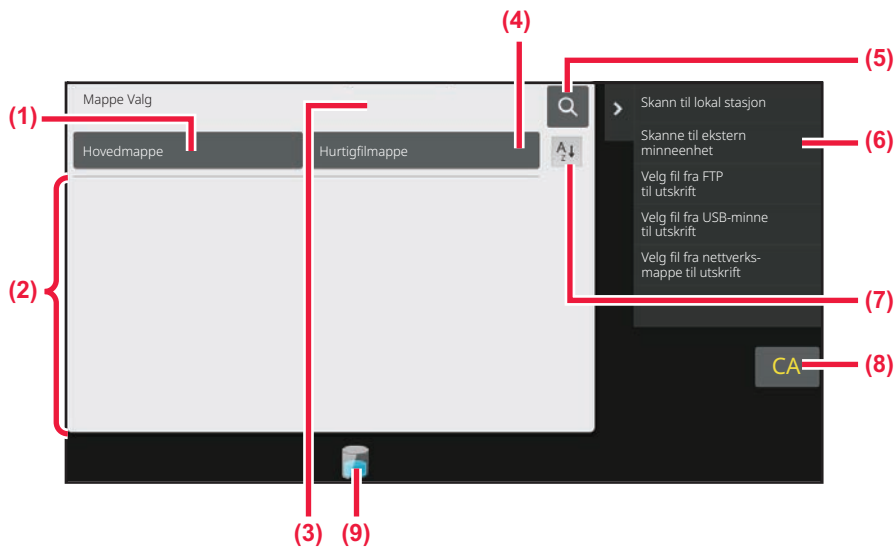 (4)
(5)
Mappe Valg
Skann til lokal stasjon
(1)
(6)
Hovedmappe
Hurtigfilmappe
A
Z
Skanne til ekstern
minneenhet
Velg fil fra FTP
til utskrift
Velg fil fra USB-minne
til utskrift
Velg fil fra nettverks-
mappe til utskrift
(2)
(7)
CA
(8)
(3)
(9)